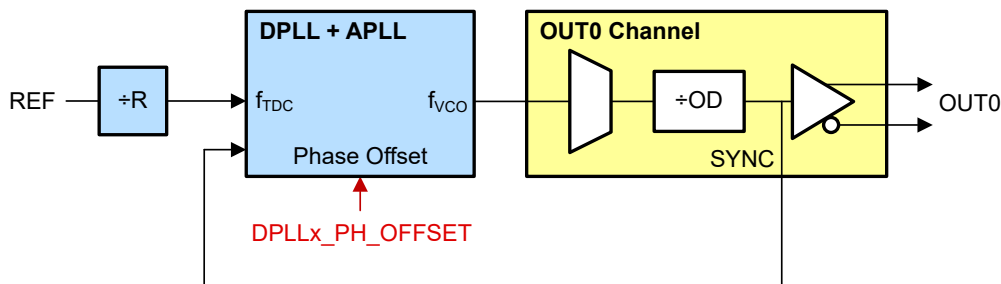 DPLL + APLL
OUT0 Channel
REF
÷R
fTDC
fVCO
÷OD
OUT0
Phase Offset
SYNC
DPLLx_PH_OFFSET